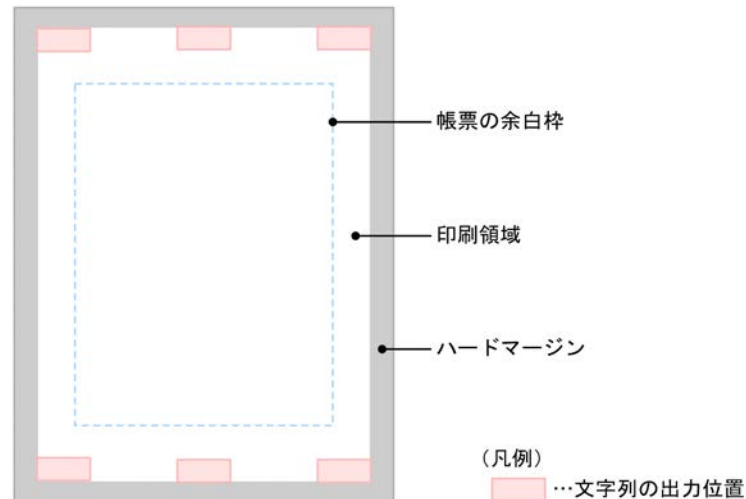 帳票の余白枠
印刷領域
ハードマージン
（凡例）
…文字列の出力位置